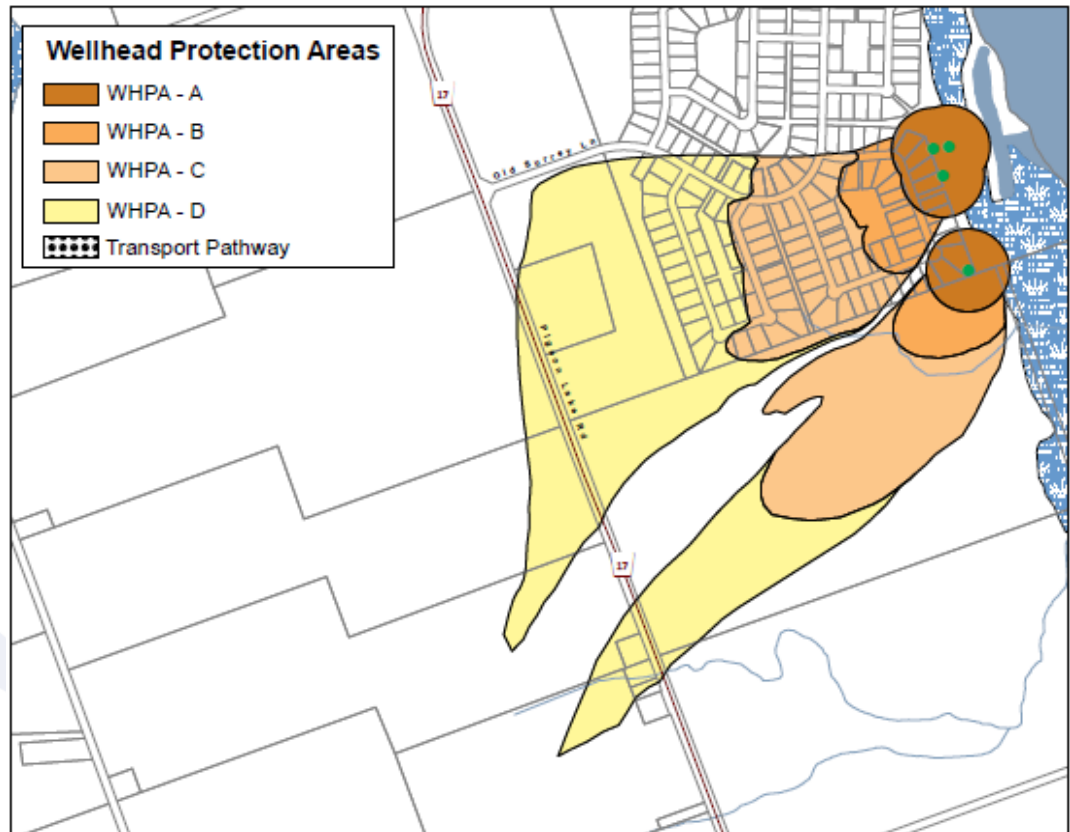 Wellhead Protection Areas
WHPA - A
WHPA - B
WHPA - C
WHPA - D
Transport Pathway
17
Old Surrey Ln
Pigeon Lake Rd
17